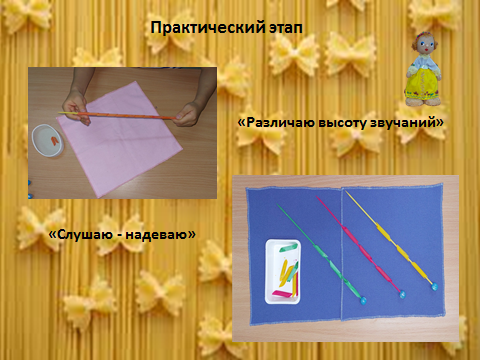 Практический этап
«Различаю высоту звучаний»
«Слушаю - надеваю»